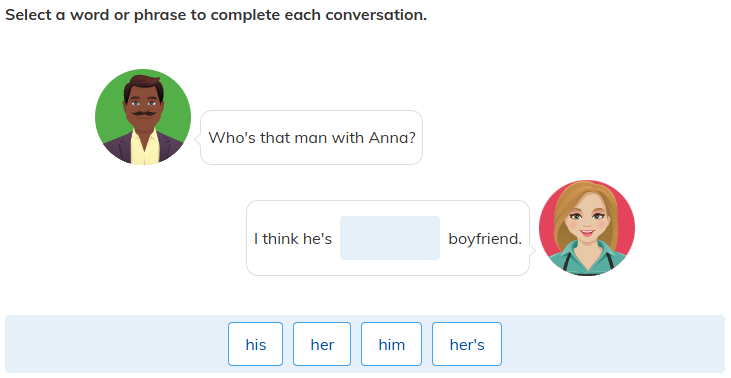 Select a word or phrase to complete each conversation.
Who's that man with Anna?
I think he's boyfriend.
his her him her's